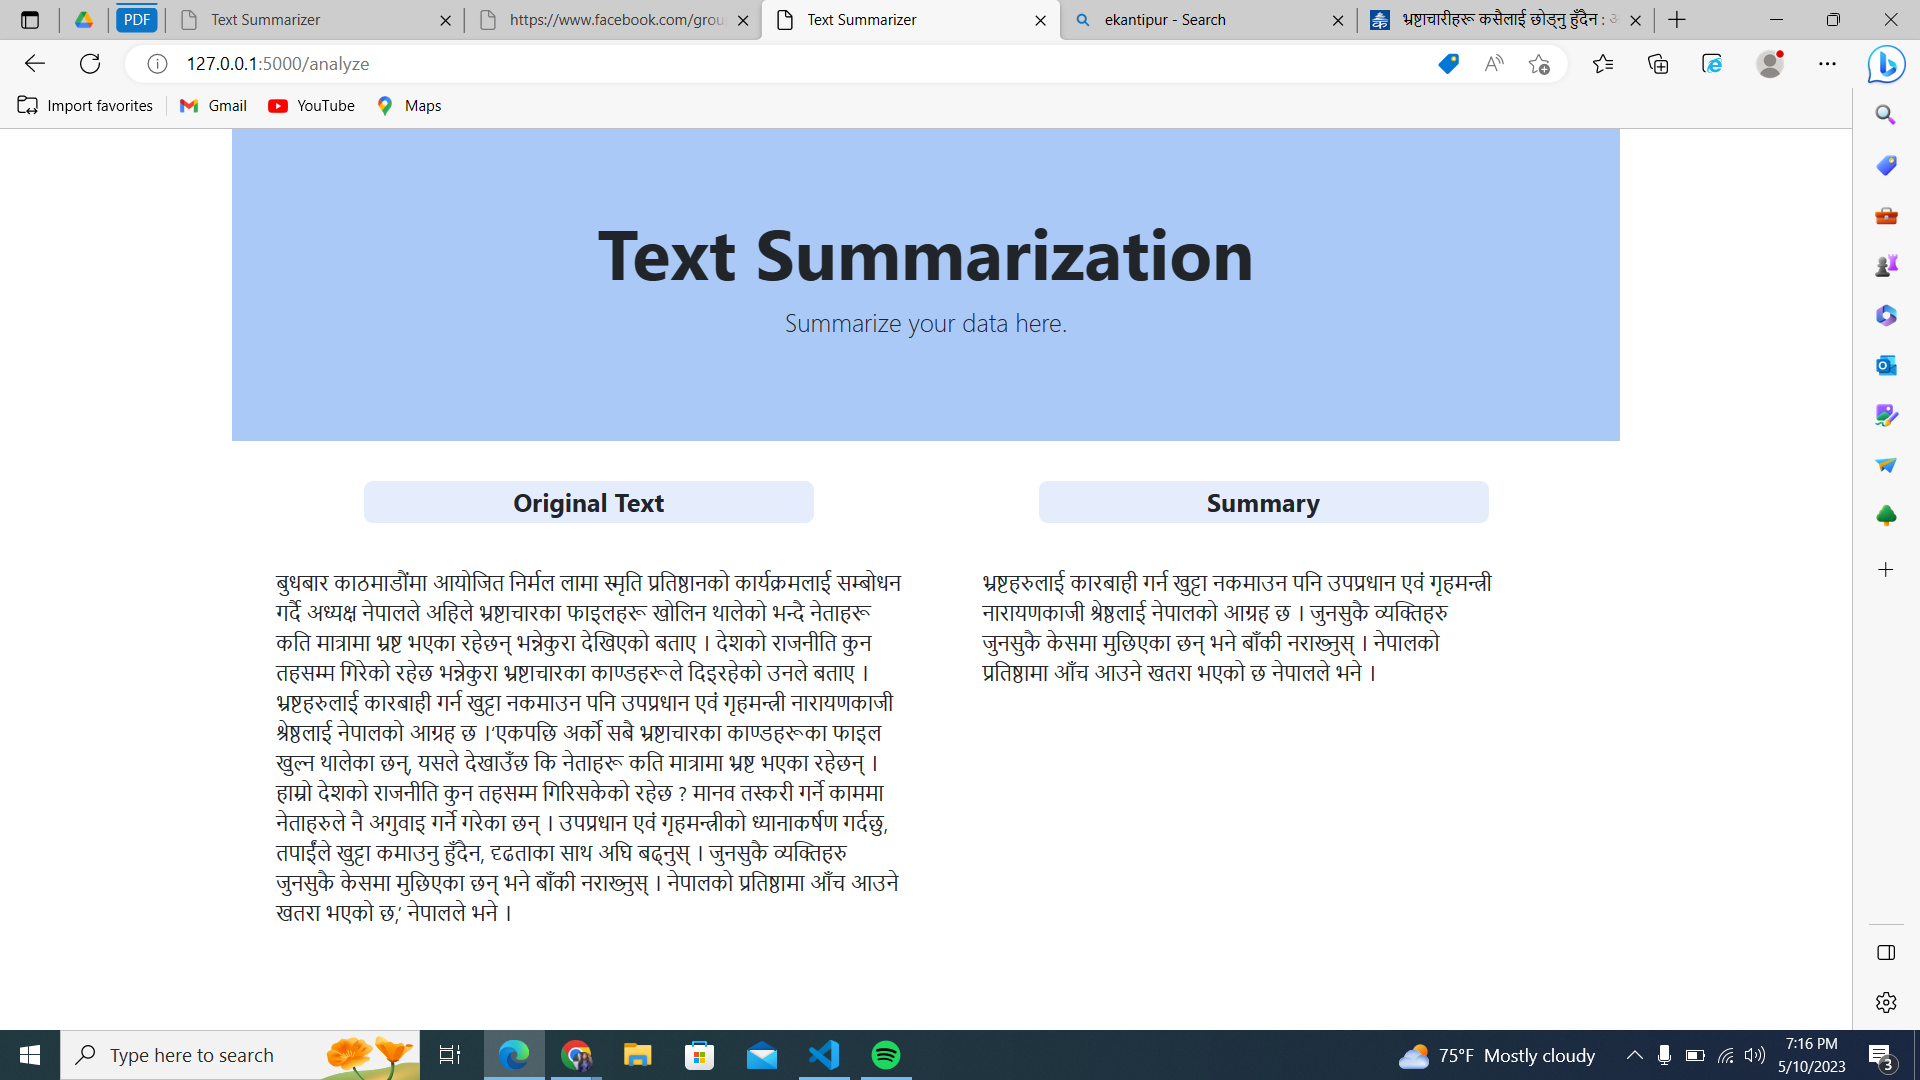 PDF
Text Summarizer
https://www.facebook.com/grou
Text Summarizer
ekantipur - Search
भ्रष्टाचारीहरू कसैलाई छोड्नु हुँदैन :
127.0.0.1:5000/analyze
Import favorites
Gmail
YouTube
Maps
Text Summarization
Summarize your data here.
Original Text
बुधबार काठमाडौंमा आयोजित निर्मल लामा स्मृति प्रतिष्ठानको कार्यक्रमलाई सम्बोधन
गर्दै अध्यक्ष नेपालले अहिले भ्रष्टाचारका फाइलहरू खोलिन थालेको भन्दै नेताहरू
कति मात्रामा भ्रष्ट भएका रहेछन् भन्नेकुरा देखिएको बताए । देशको राजनीति कुन
तहसम्म गिरेको रहेछ भन्नेकुरा भ्रष्टाचारका काण्डहरूले दिइरहेको उनले बताए ।
भ्रष्टहरुलाई कारबाही गर्न खुट्टा नकमाउन पनि उपप्रधान एवं गृहमन्त्री नारायणकाजी
श्रेष्ठलाई नेपालको आग्रह छ ।‘एकपछि अर्को सबै भ्रष्टाचारका काण्डहरूका फाइल
खुल्न थालेका छन्, यसले देखाउँछ कि नेताहरू कति मात्रामा भ्रष्ट भएका रहेछन् ।
हाम्रो देशको राजनीति कुन तहसम्म गिरिसकेको रहेछ ? मानव तस्करी गर्ने काममा
नेताहरुले नै अगुवाइ गर्ने गरेका छन् । उपप्रधान एवं गृहमन्त्रीको ध्यानाकर्षण गर्दछु,
तपाईंले खुट्टा कमाउनु हुँदैन, दृढताका साथ अघि बढ्नुस् । जुनसुकै व्यक्तिहरु
जुनसुकै केसमा मुछिएका छन् भने बाँकी नराख्नुस् । नेपालको प्रतिष्ठामा आँच आउने
खतरा भएको छ,’ नेपालले भने ।
Summary
भ्रष्टहरुलाई कारबाही गर्न खुट्टा नकमाउन पनि उपप्रधान एवं गृहमन्त्री
नारायणकाजी श्रेष्ठलाई नेपालको आग्रह छ । जुनसुकै व्यक्तिहरु
जुनसुकै केसमा मुछिएका छन् भने बाँकी नराख्नुस् । नेपालको
प्रतिष्ठामा आँच आउने खतरा भएको छ नेपालले भने ।
Type here to search
75°F Mostly cloudy
7:16 PM
5/10/2023
3